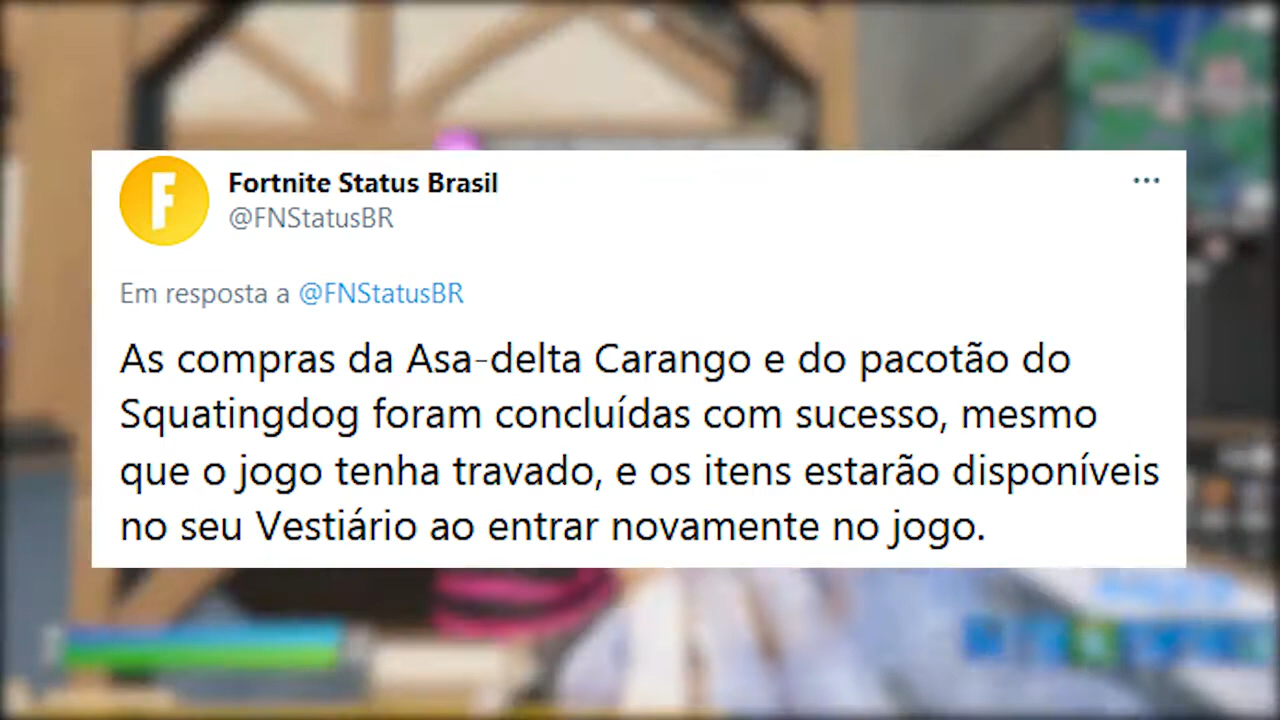 Fortnite Status Brasil
@FNStatusBR
Em resposta a @FNStatusBR
As compras da Asa-delta Carango e do pacotão do
Squatingdog foram concluídas com sucesso, mesmo
que o jogo tenha travado, e os itens estarão disponíveis
no seu Vestiário ao entrar novamente no jogo.